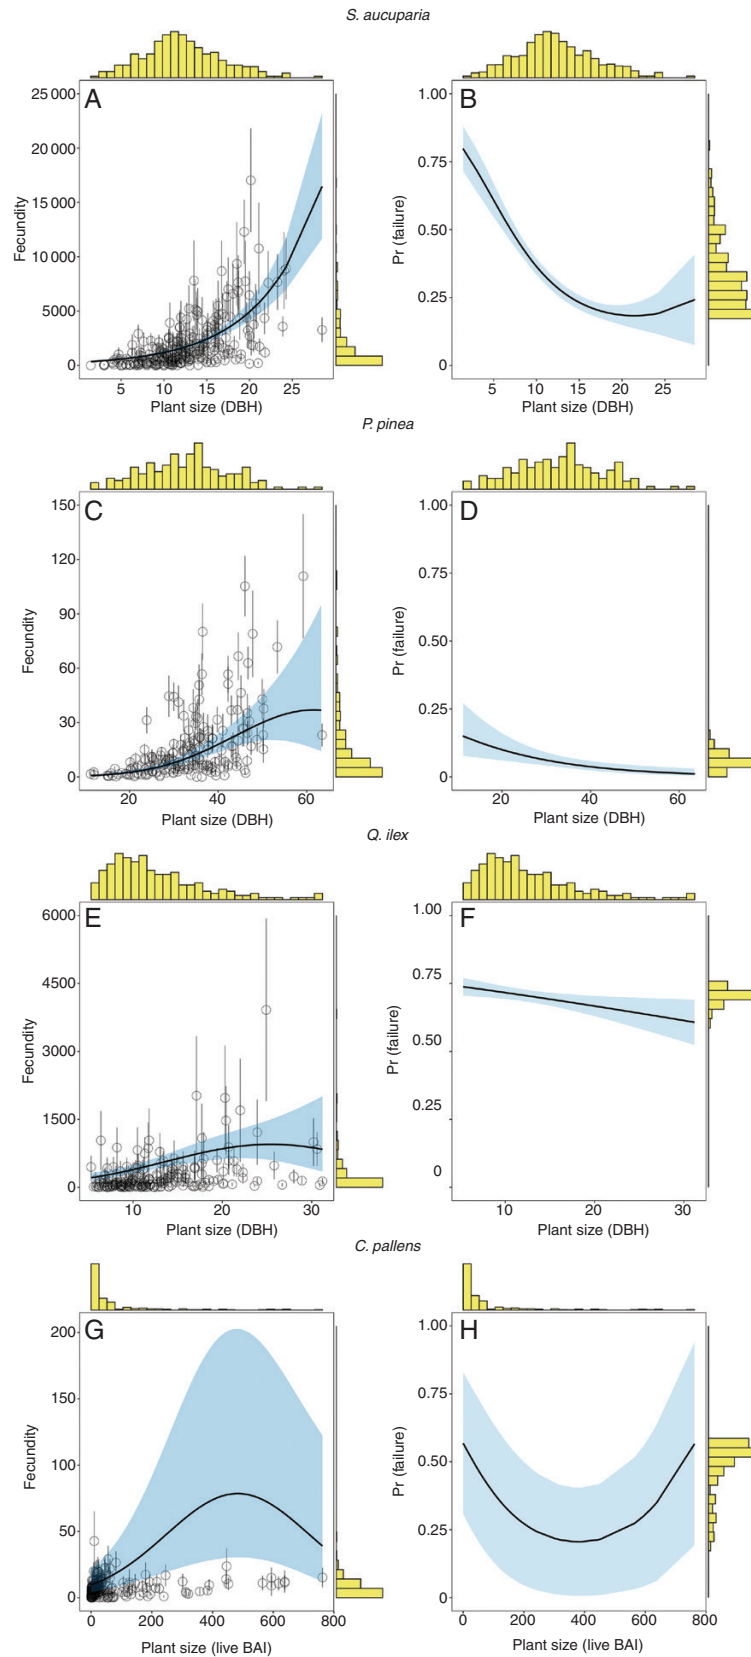 S. aucuparia
A
B
25 000
20 000
15 000
10 000
5000
0
Fecundity
5 10 15 20 25
Plant size (DBH)
1.00
0.75
0.50
0.25
0
Pr (failure)
5 10 15 20 25
Plant size (DBH)
P. pinea
C
D
150
120
90
60
30
0
Fecundity
20 40 60
Plant size (DBH)
1.00
0.75
0.50
0.25
0
Pr (failure)
20 40 60
Plant size (DBH)
Q. ilex
E
F
6000
4500
3000
1500
0
Fecundity
10 20 30
Plant size (DBH)
1.00
0.75
0.50
0.25
0
Pr (failure)
10 20 30
Plant size (DBH)
C. pallens
G
H
200
150
100
50
0
Fecundity
0 200 400 600 800
Plant size (live BAI)
1.00
0.75
0.50
0.25
0
Pr (failure)
0 200 400 600 800
Plant size (live BAI)